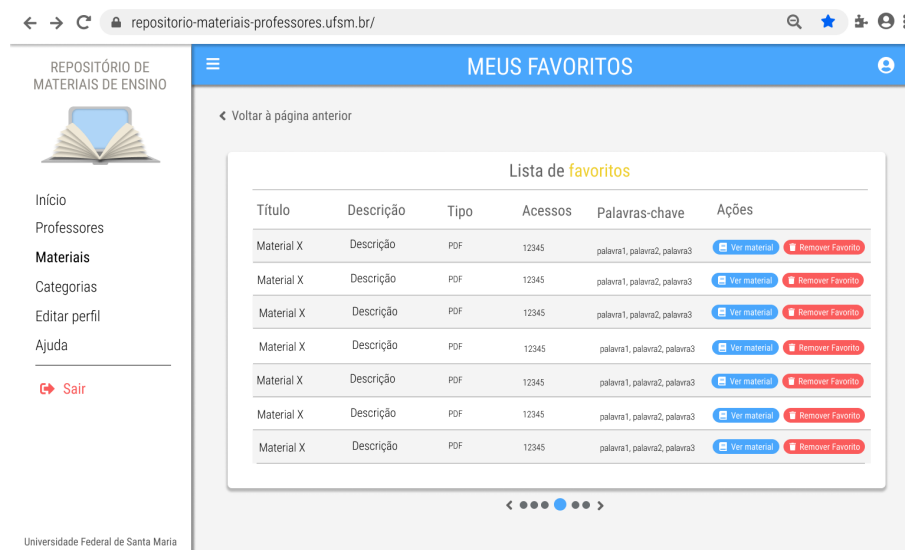 repositorio-materiais-professores.ufsm.br/
REPOSITÓRIO DE
MATERIAIS DE ENSINO
Início
Professores
Materiais
Categorias
Editar perfil
Ajuda
Sair
Universidade Federal de Santa Maria
MEUS FAVORITOS
Voltar à página anterior
Lista de favoritos
Título Descrição Tipo Acessos Palavras-chave Ações
Material X Descrição PDF 12345 palavra1, palavra2, palavra3 Ver material Remover Favorito
Material X Descrição PDF 12345 palavra1, palavra2, palavra3 Ver material Remover Favorito
Material X Descrição PDF 12345 palavra1, palavra2, palavra3 Ver material Remover Favorito
Material X Descrição PDF 12345 palavra1, palavra2, palavra3 Ver material Remover Favorito
Material X Descrição PDF 12345 palavra1, palavra2, palavra3 Ver material Remover Favorito
Material X Descrição PDF 12345 palavra1, palavra2, palavra3 Ver material Remover Favorito
Material X Descrição PDF 12345 palavra1, palavra2, palavra3 Ver material Remover Favorito